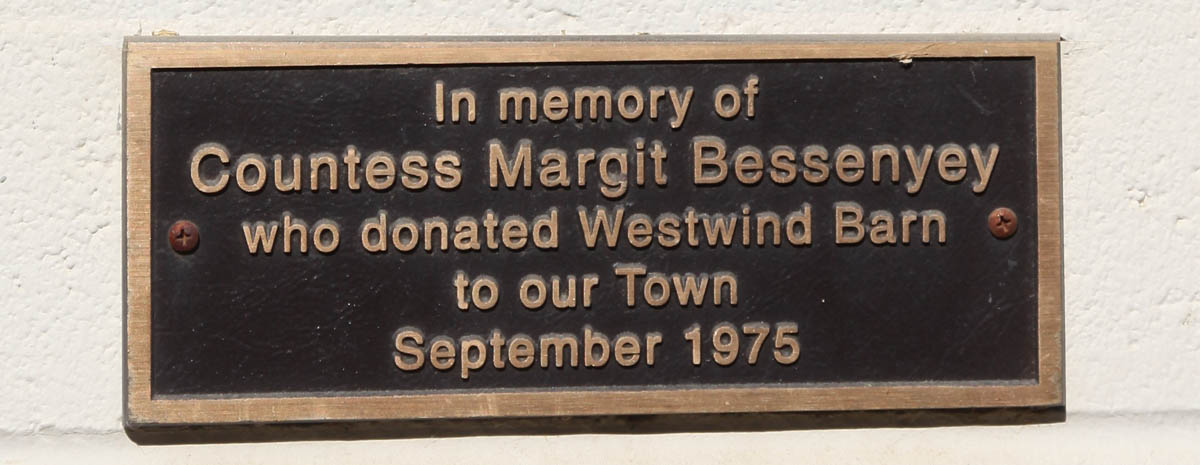 In memory of
Countess Margit Bessenyey
who donated Westwind Barn
to our Town
September 1975